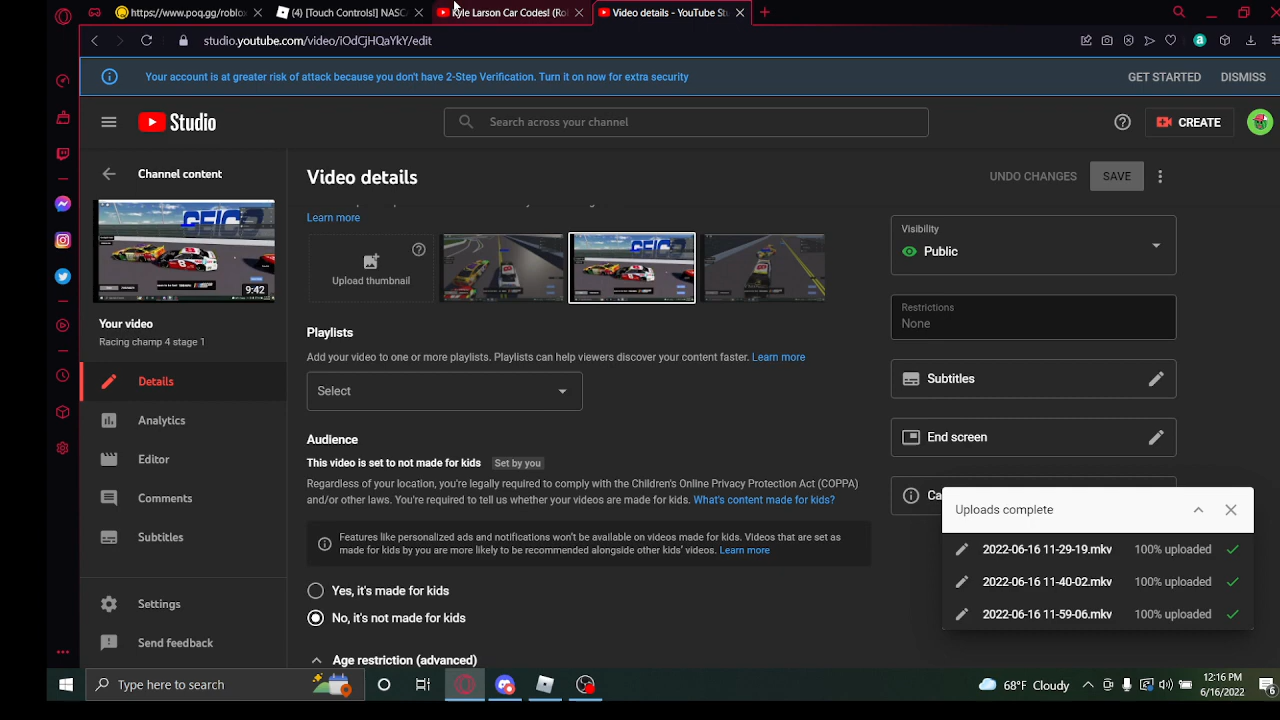 https://www.poq.gg/roblox
(4) [Touch Controls!] NASCA
Kyle Larson Car Codes! (Rob
Video details - YouTube St
studio.youtube.com/video/iOdCjHQaYkY/edit
Your account is at greater risk of attack because you don't have 2-Step Verification. Turn it on now for extra security
GET STARTED
DISMISS
Studio
Search across your channel
CREATE
Channel content
Video details
UNDO CHANGES
SAVE
Learn more
Visibility
Public
Upload thumbnail
GEICO
9:42
Restrictions
None
Your video
Racing champ 4 stage 1
Playlists
Add your video to one or more playlists. Playlists can help viewers discover your content faster. Learn more
Select
Subtitles
Details
Analytics
Editor
Comments
Subtitles
End screen
Audience
This video is set to not made for kids
Set by you
Regardless of your location, you're legally required to comply with the Children's Online Privacy Protection Act (COPPA)
and/or other laws. You're required to tell us whether your videos are made for kids. What's content made for kids?
Ca
Uploads complete
2022-06-16 11-29-19.mkv 100% uploaded
2022-06-16 11-40-02.mkv 100% uploaded
2022-06-16 11-59-06.mkv 100% uploaded
Features like personalized ads and notifications won't be available on videos made for kids. Videos that are set as
made for kids by you are more likely to be recommended alongside other kids' videos. Learn more
Yes, it's made for kids
No, it's not made for kids
Settings
Send feedback
Age restriction (advanced)
Type here to search
68°F Cloudy
12:16 PM
6/16/2022
6